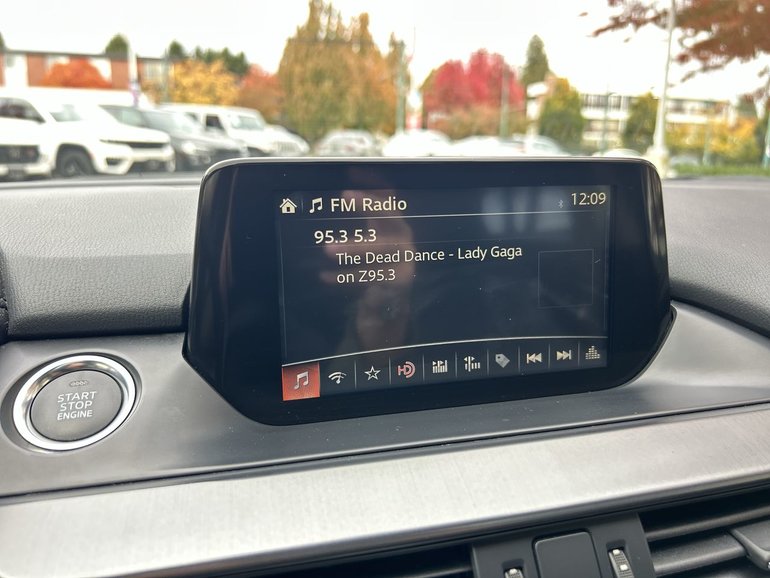 FM Radio
12:09
95.3 5.3
The Dead Dance - Lady Gaga
on Z95.3
HD
START
STOP
ENGINE